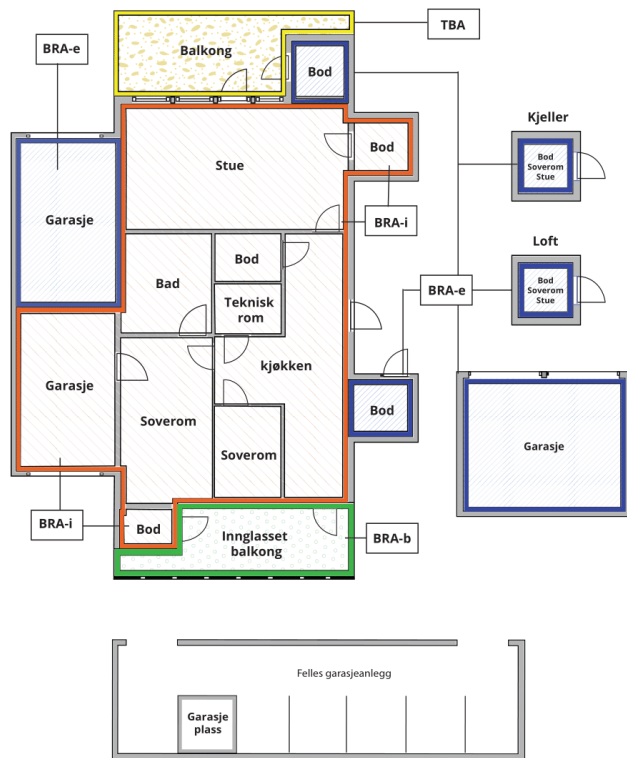 TBA
BRA-e
Balkong
Bod
Kjeller
Bod
Soverom
Stue
Stue
Bod
Garasje
BRA-i
Loft
Bod
Soverom
Stue
Bad
Bod
BRA-e
Teknisk
rom
kjøkken
Garasje
Soverom
Bod
Garasje
Soverom
BRA-i
Bod
Innglasset
balkong
BRA-b
Felles garasjeanlegg
Garasje
plass